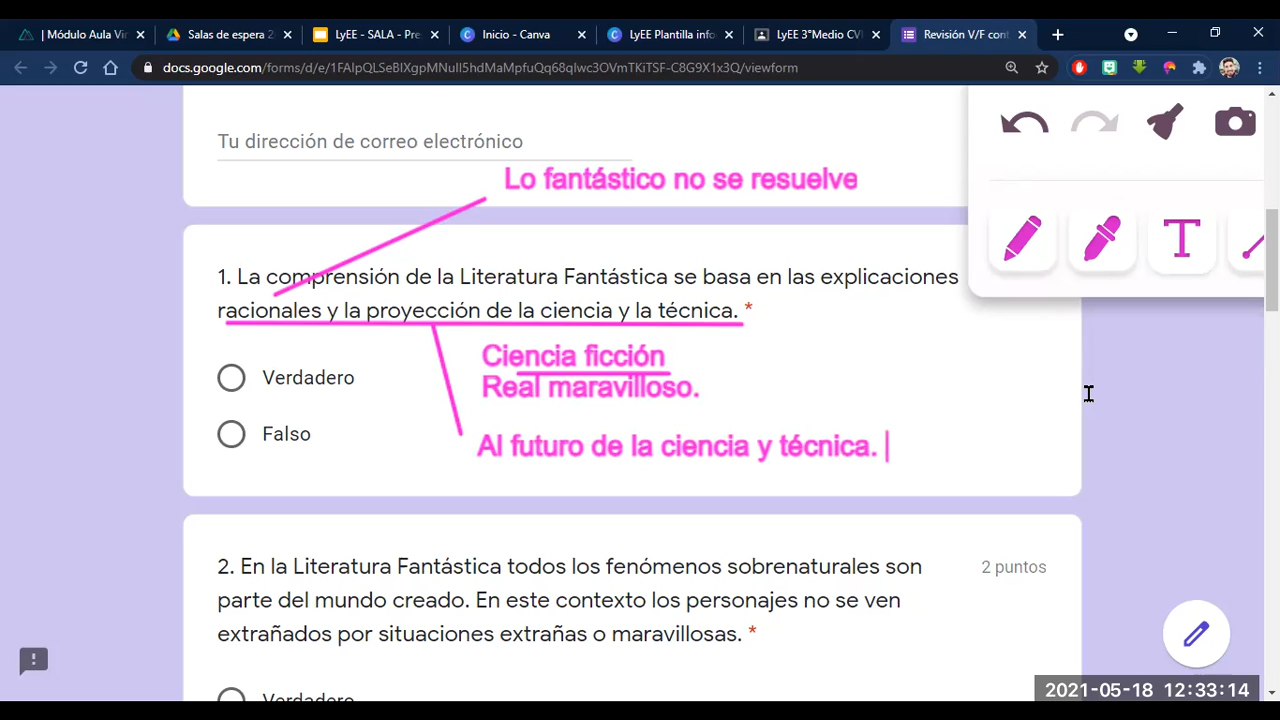 | Módulo Aula Vir
Salas de espera 2
LyEE - SALA - Pre
Inicio - Canva
LyEE Plantilla info
LyEE 3°Medio CV
Revisión V/F cont
docs.google.com/forms/d/e/1FAIpQLSeBlXgpMNulI5hdMaMpfuQq68qlwc3OVmTKiTSF-C8G9X1x3Q/viewform
Tu dirección de correo electrónico
Lo fantástico no se resuelve
1. La comprensión de la Literatura Fantástica se basa en las explicaciones
racionales y la proyección de la ciencia y la técnica. *
Ciencia ficción
Verdadero
Real maravilloso.
Falso
Al futuro de la ciencia y técnica.
2. En la Literatura Fantástica todos los fenómenos sobrenaturales son
2 puntos
parte del mundo creado. En este contexto los personajes no se ven
extrañados por situaciones extrañas o maravillosas. *
Verdadero
2021-05-18 12:33:14